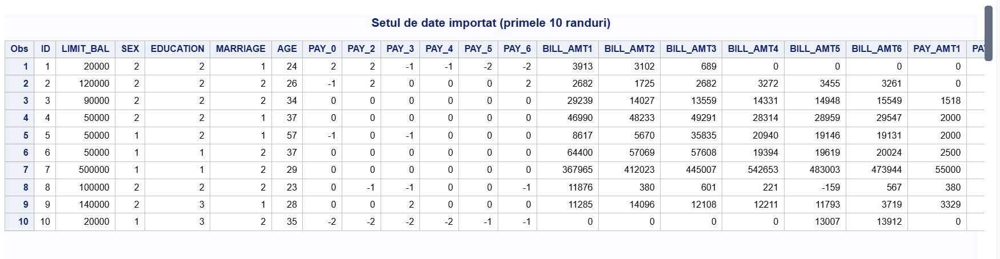 Setul de date importat (primele 10 randuri)
Obs ID LIMIT_BAL SEX EDUCATION MARRIAGE AGE PAY_0 PAY_2 PAY_3 PAY_4 PAY_5 PAY_6 BILL_AMT1 BILL_AMT2 BILL_AMT3 BILL_AMT4 BILL_AMT5 BILL_AMT6 PAY_AMT1
1 1 20000 2 2 1 24 2 2 -1 -1 -2 -2 3913 3102 689 0 0 0 0
2 2 120000 2 2 2 26 -1 2 0 0 0 2 2682 1725 2682 3272 3455 3261 0
3 3 90000 2 2 2 34 0 0 0 0 0 0 29239 14027 13559 14331 14948 15549 1518
4 4 50000 2 2 1 37 0 0 0 0 0 0 46990 48233 49291 28314 28959 29547 2000
5 5 50000 1 2 1 57 -1 0 -1 0 0 0 8617 5670 35835 20940 19146 19131 2000
6 6 50000 1 1 2 37 0 0 0 0 0 0 64400 57069 57608 19394 19619 20024 2500
7 7 500000 1 1 2 29 0 0 0 0 0 0 367965 412023 445007 542653 483003 473944 55000
8 8 100000 2 2 2 23 0 -1 -1 0 0 -1 11876 380 601 221 -159 567 380
9 9 140000 2 3 1 28 0 0 2 0 0 0 11285 14096 12108 12211 11793 3719 3329
10 10 20000 1 3 2 35 -2 -2 -2 -2 -1 -1 0 0 0 0 13007 13912 0